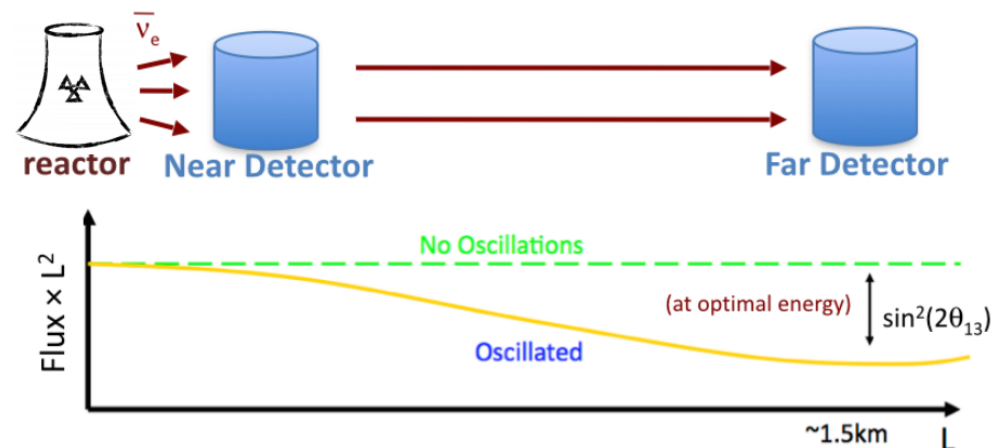 ν̅e
reactor
Near Detector
Far Detector
Flux × L²
No Oscillations
(at optimal energy)
sin²(2θ₁₃)
Oscillated
~1.5km
L